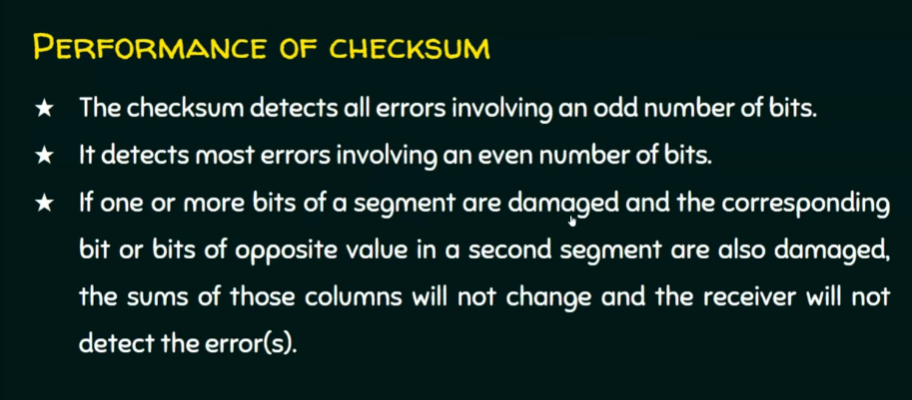 PERFORMANCE OF CHECKSUM
★ The checksum detects all errors involving an odd number of bits.
★ It detects most errors involving an even number of bits.
★ If one or more bits of a segment are damaged and the corresponding
bit or bits of opposite value in a second segment are also damaged,
the sums of those columns will not change and the receiver will not
detect the error(s).